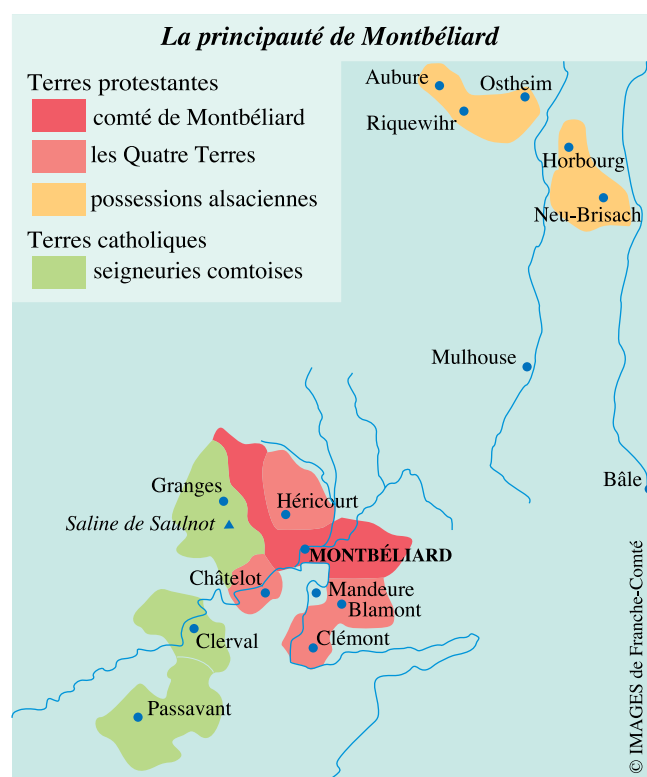 La principauté de Montbéliard
Terres protestantes
comté de Montbéliard
les Quatre Terres
possessions alsaciennes
Terres catholiques
seigneuries comtoises
Aubure
Ostheim
Riquewihr
Horbourg
Neu-Brisach
Mulhouse
Bâle
Granges
Héricourt
Saline de Saulnot
MONTBÉLIARD
Châtelot
Mandeure
Blamont
Clerval
Clémont
Passavant
© IMAGES de Franche-Comté